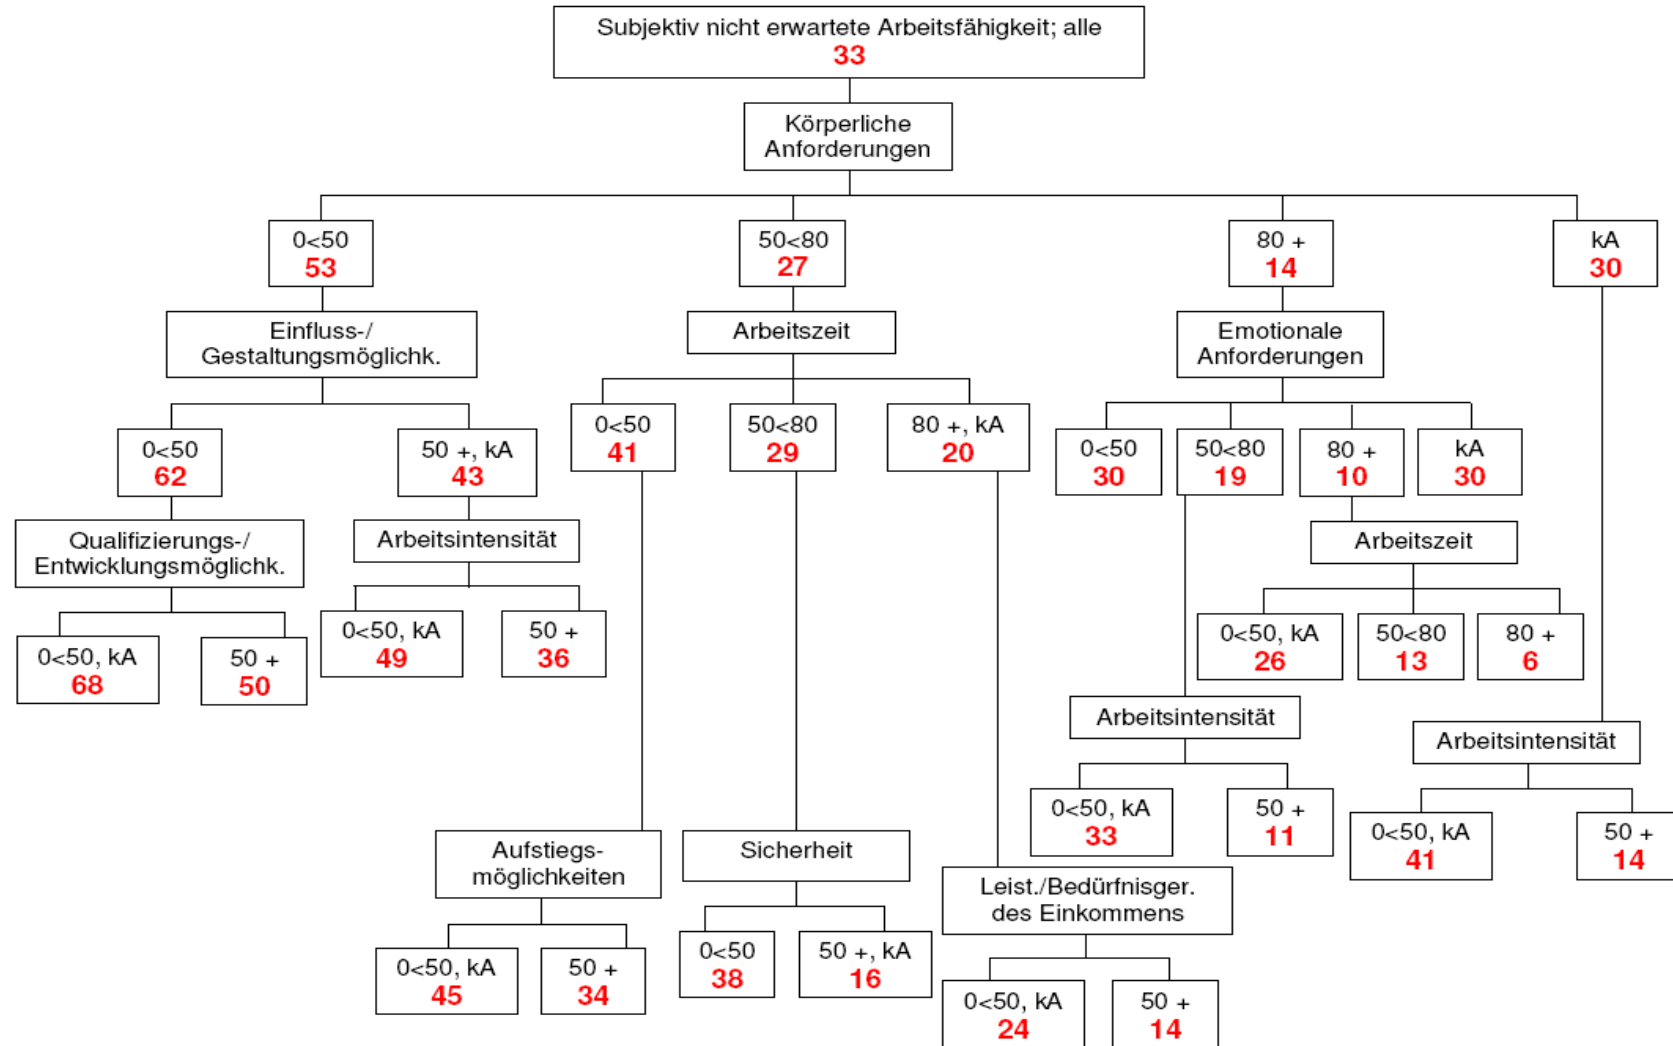 Subjektiv nicht erwartete Arbeitsfähigkeit; alle
33
Körperliche
Anforderungen
0<50
53
50<80
27
80 +
14
kA
30
Einfluss-/
Gestaltungsmöglichk.
Arbeitszeit
Emotionale
Anforderungen
0<50
62
50 +, kA
43
0<50
41
50<80
29
80 +, kA
20
0<50
30
50<80
19
80 +
10
kA
30
Qualifizierungs-/
Entwicklungsmöglichk.
Arbeitsintensität
Arbeitszeit
0<50, kA
68
50 +
50
0<50, kA
49
50 +
36
0<50, kA
26
50<80
13
80 +
6
Arbeitsintensität
Arbeitsintensität
0<50, kA
33
50 +
11
0<50, kA
41
50 +
14
Aufstiegs-
möglichkeiten
Sicherheit
Leist./Bedürfnisger.
des Einkommens
0<50, kA
45
50 +
34
0<50
38
50 +, kA
16
0<50, kA
24
50 +
14